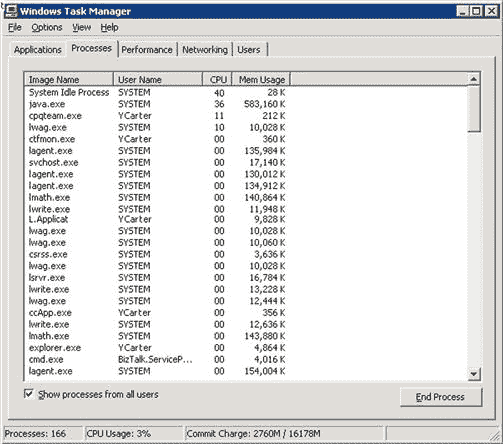 Windows Task Manager
File Options View Help
Applications Processes Performance Networking Users
Image Name User Name CPU Mem Usage
System Idle Process SYSTEM 40 28 K
java.exe SYSTEM 36 583,160 K
cpqteam.exe YCarter 11 212 K
lwag.exe SYSTEM 10 10,028 K
ctfmon.exe YCarter 00 360 K
lagent.exe SYSTEM 00 135,984 K
svchost.exe SYSTEM 00 17,140 K
lagent.exe SYSTEM 00 130,012 K
lagent.exe SYSTEM 00 134,912 K
lmath.exe SYSTEM 00 140,864 K
lwrite.exe SYSTEM 00 11,948 K
L.Applicat YCarter 00 9,828 K
lwag.exe SYSTEM 00 10,028 K
lwag.exe SYSTEM 00 10,060 K
csrss.exe SYSTEM 00 3,636 K
lwag.exe SYSTEM 00 10,028 K
lsrvr.exe SYSTEM 00 16,784 K
lwrite.exe SYSTEM 00 13,228 K
lwag.exe SYSTEM 00 12,444 K
ccApp.exe YCarter 00 356 K
lwrite.exe SYSTEM 00 12,636 K
lmath.exe SYSTEM 00 143,880 K
explorer.exe YCarter 00 4,864 K
cmd.exe BizTalk.ServiceP... 00 4,016 K
lagent.exe SYSTEM 00 154,004 K
Show processes from all users
End Process
Processes: 166 CPU Usage: 3% Commit Charge: 2760M / 16178M